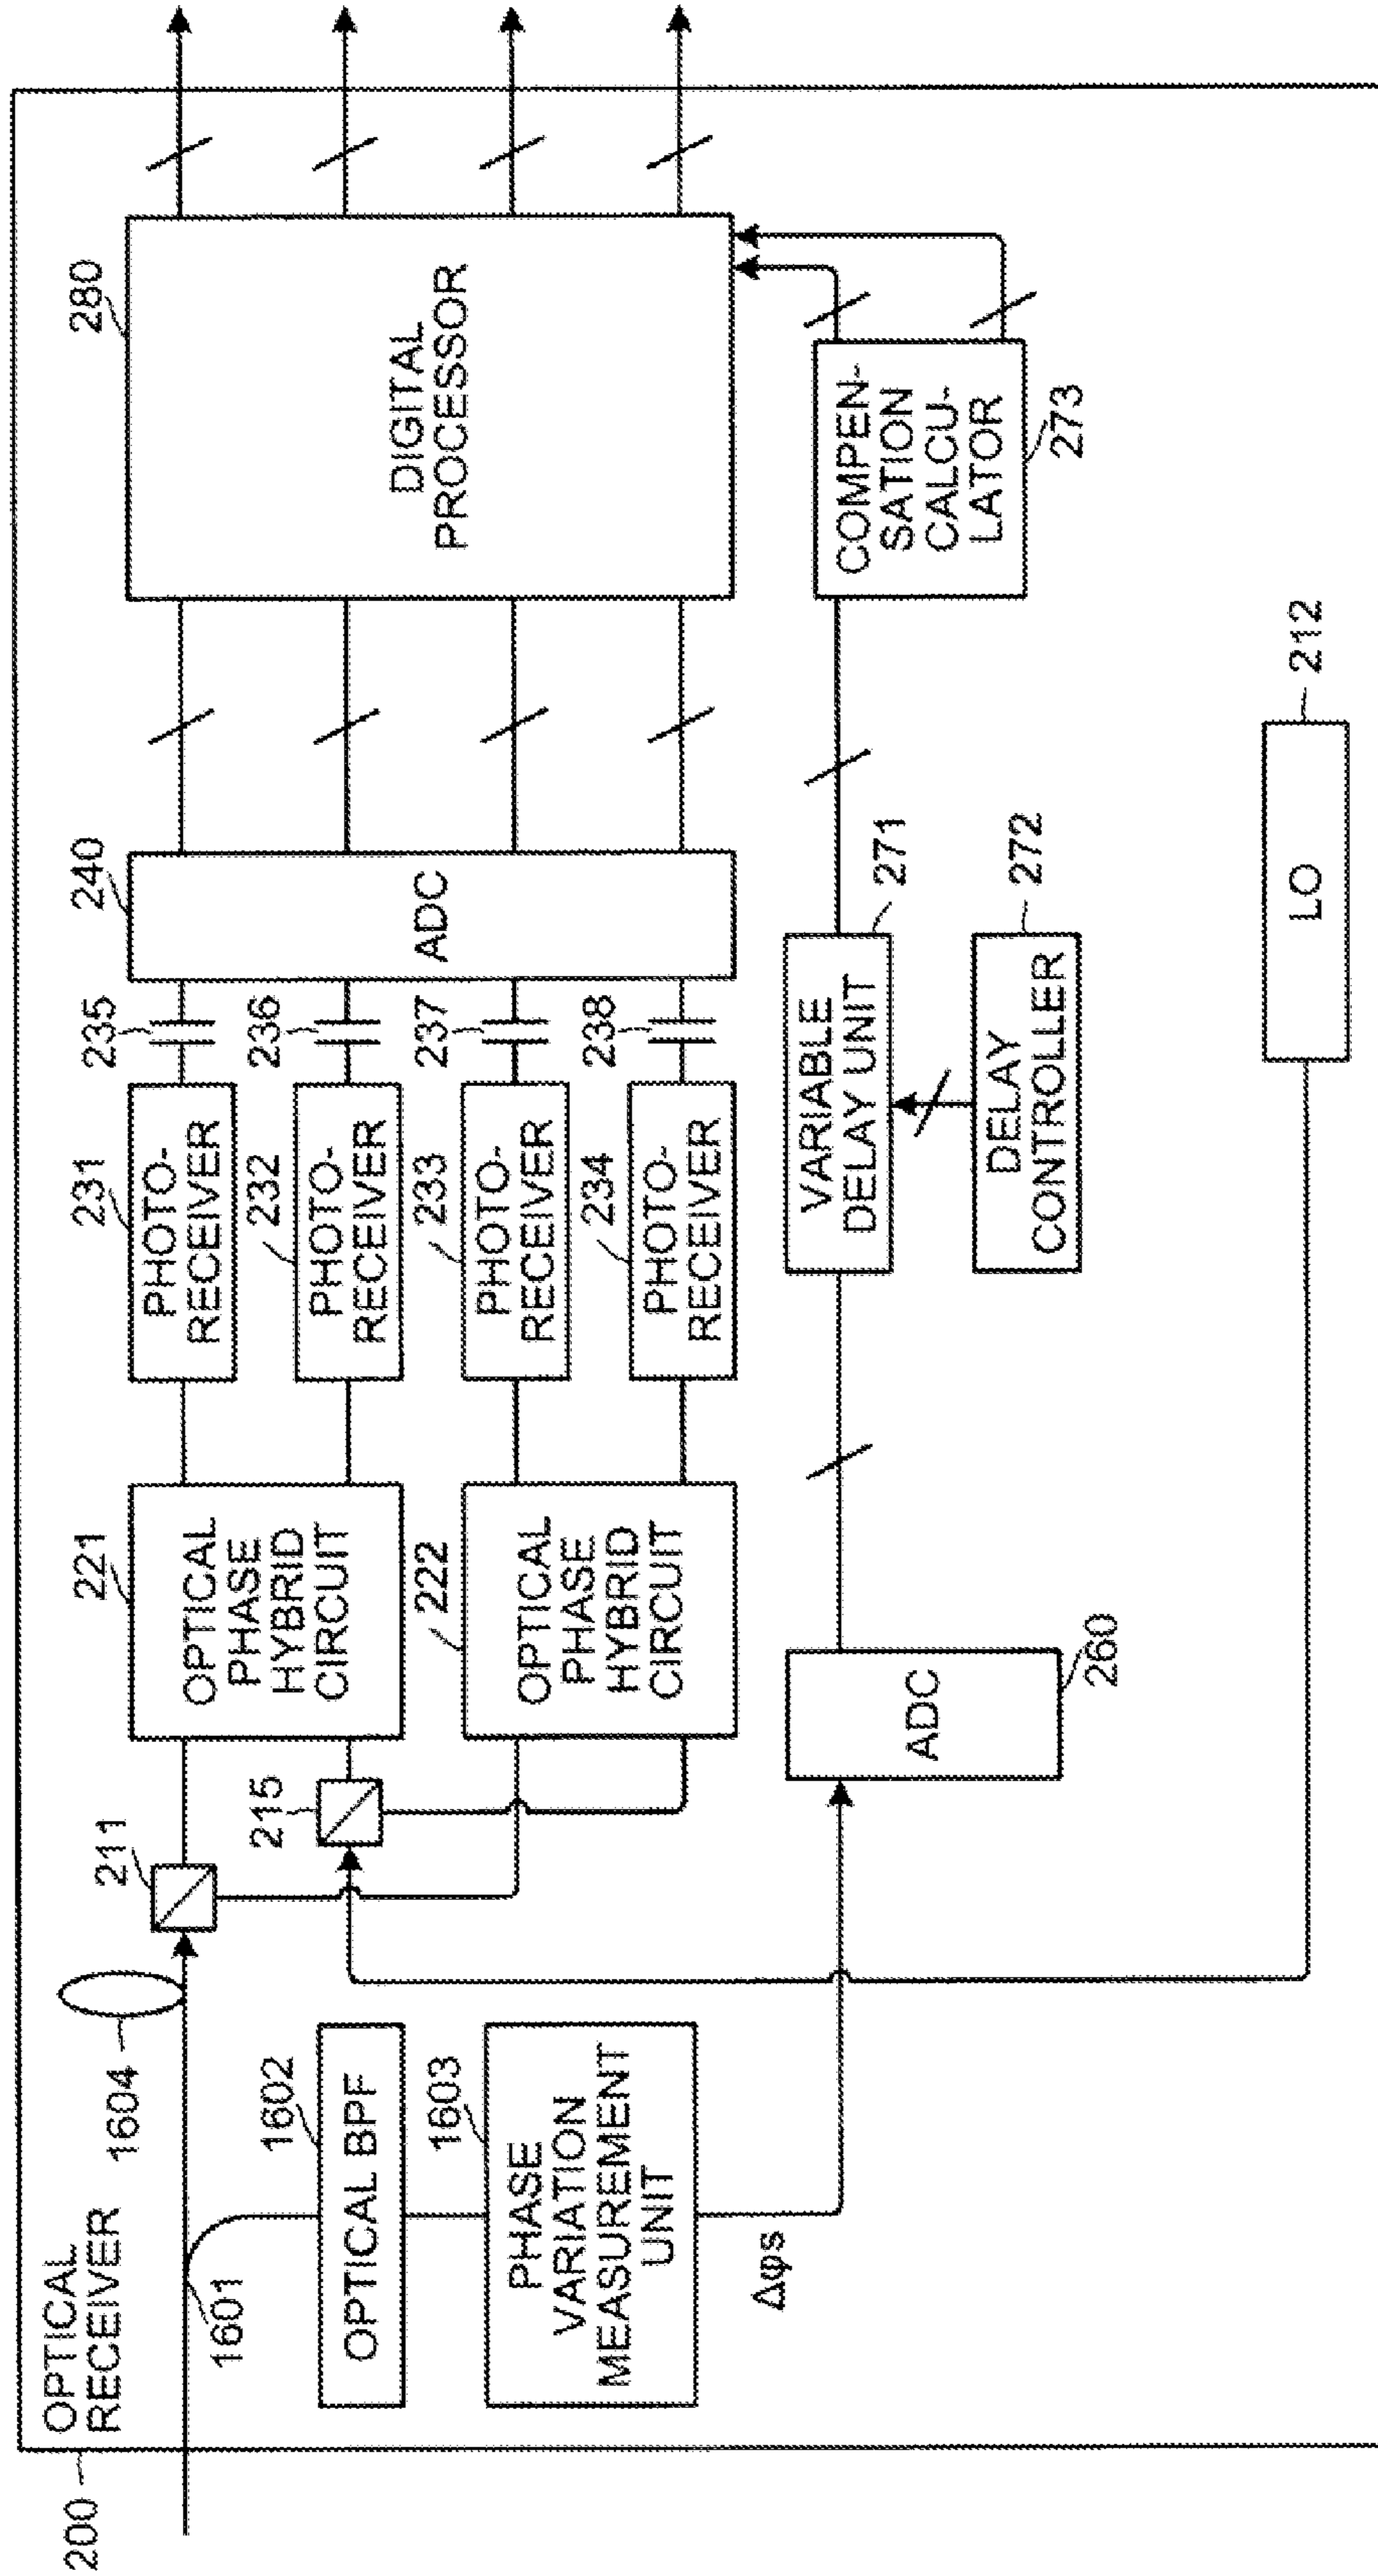 OPTICAL
RECEIVER
200
1604
1601
1602
OPTICAL BPF
1603
PHASE
VARIATION
MEASUREMENT
UNIT
Δφs
211
215
221
OPTICAL
PHASE
HYBRID
CIRCUIT
222
OPTICAL
PHASE
HYBRID
CIRCUIT
231
PHOTO-
RECEIVER
232
PHOTO-
RECEIVER
233
PHOTO-
RECEIVER
234
PHOTO-
RECEIVER
235
236
237
238
240
ADC
280
DIGITAL
PROCESSOR
ADC
260
VARIABLE
DELAY UNIT
271
DELAY
CONTROLLER
272
COMPEN-
SATION
CALCU-
LATOR
273
LO
212